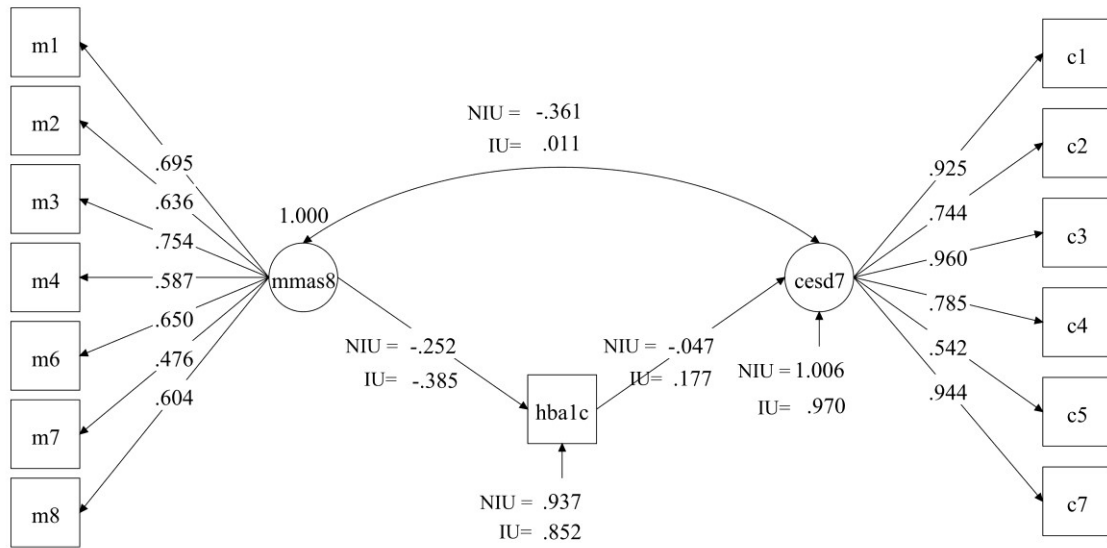 m1
m2
m3
m4
m6
m7
m8
.695
.636
.754
.587
.650
.476
.604
1.000
mmas8
NIU = -.361
IU= .011
NIU = -.252
IU= -.385
hba1c
NIU = .937
IU= .852
NIU = -.047
IU= .177
cesd7
NIU = 1.006
IU= .970
.925
.744
.960
.785
.542
.944
c1
c2
c3
c4
c5
c7